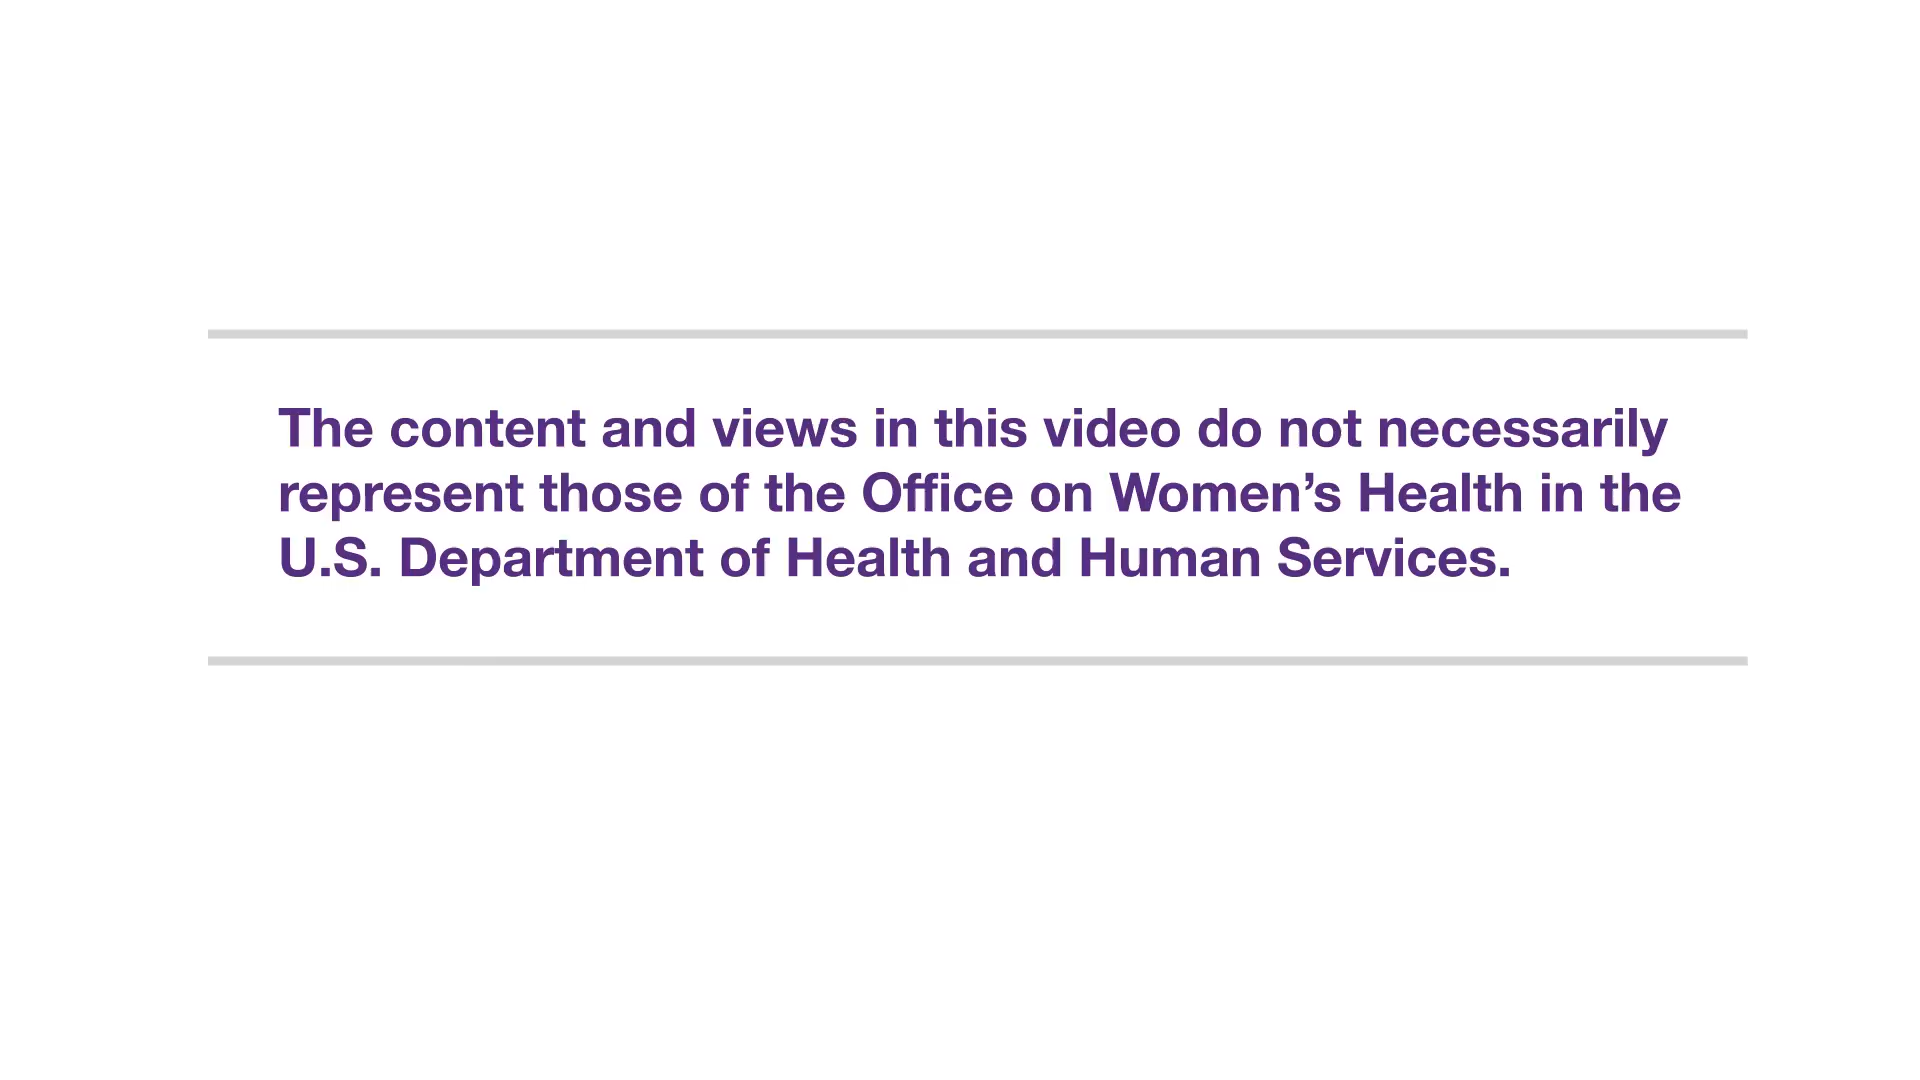 The content and views in this video do not necessarily
represent those of the Office on Women’s Health in the
U.S. Department of Health and Human Services.